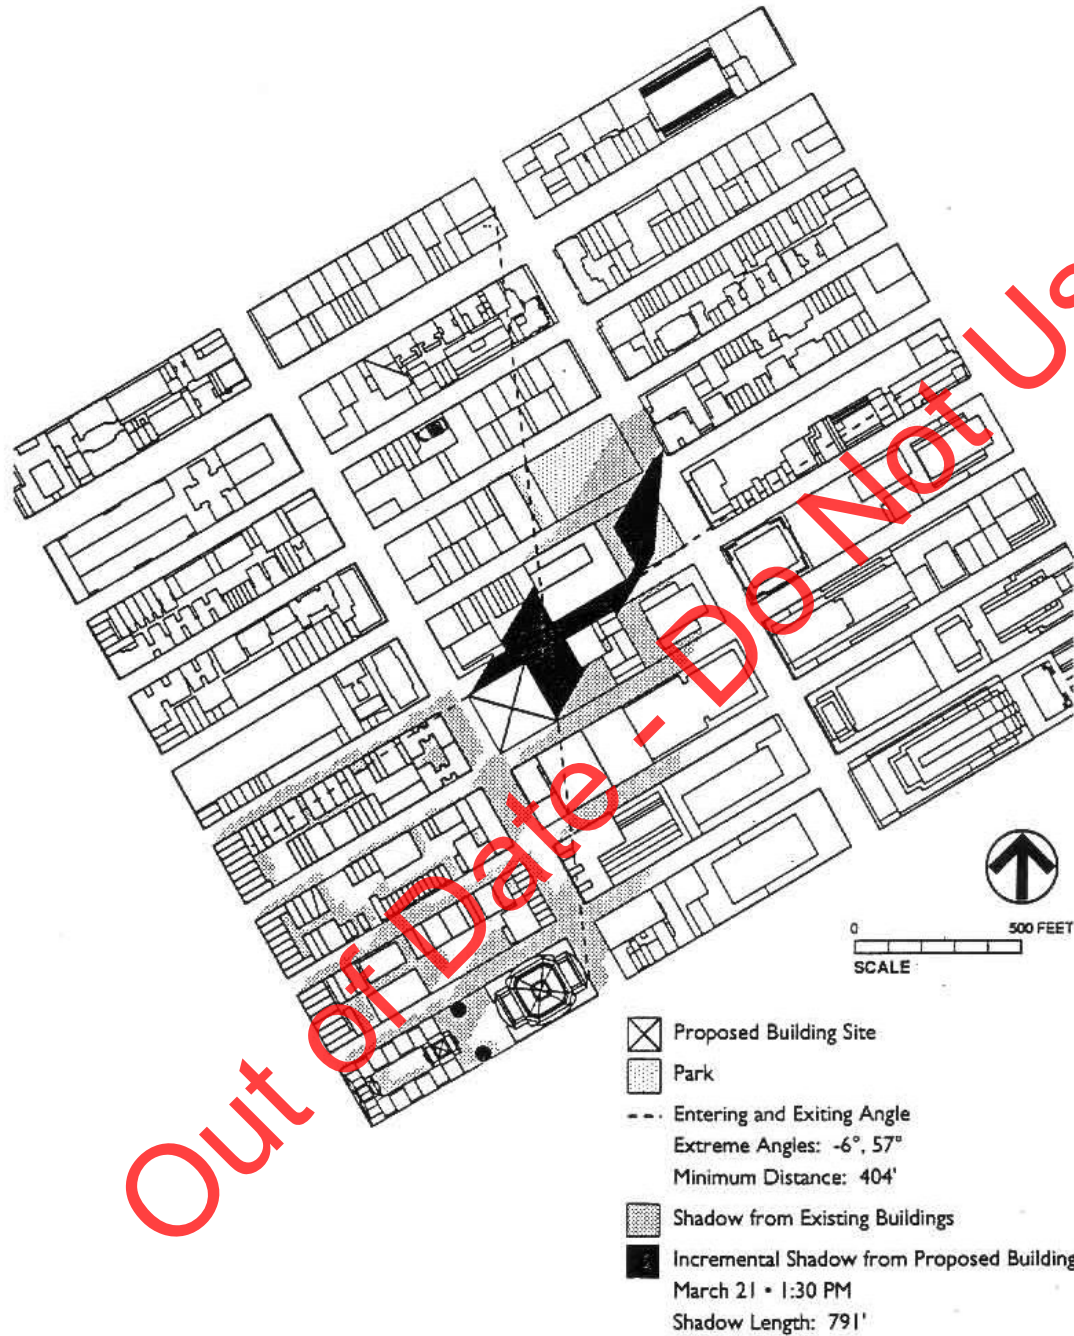 Out of Date - Do Not Us
0 500 FEET
SCALE
Proposed Building Site
Park
Entering and Exiting Angle
Extreme Angles: -6°, 57°
Minimum Distance: 404'
Shadow from Existing Buildings
Incremental Shadow from Proposed Building
March 21 • 1:30 PM
Shadow Length: 791'